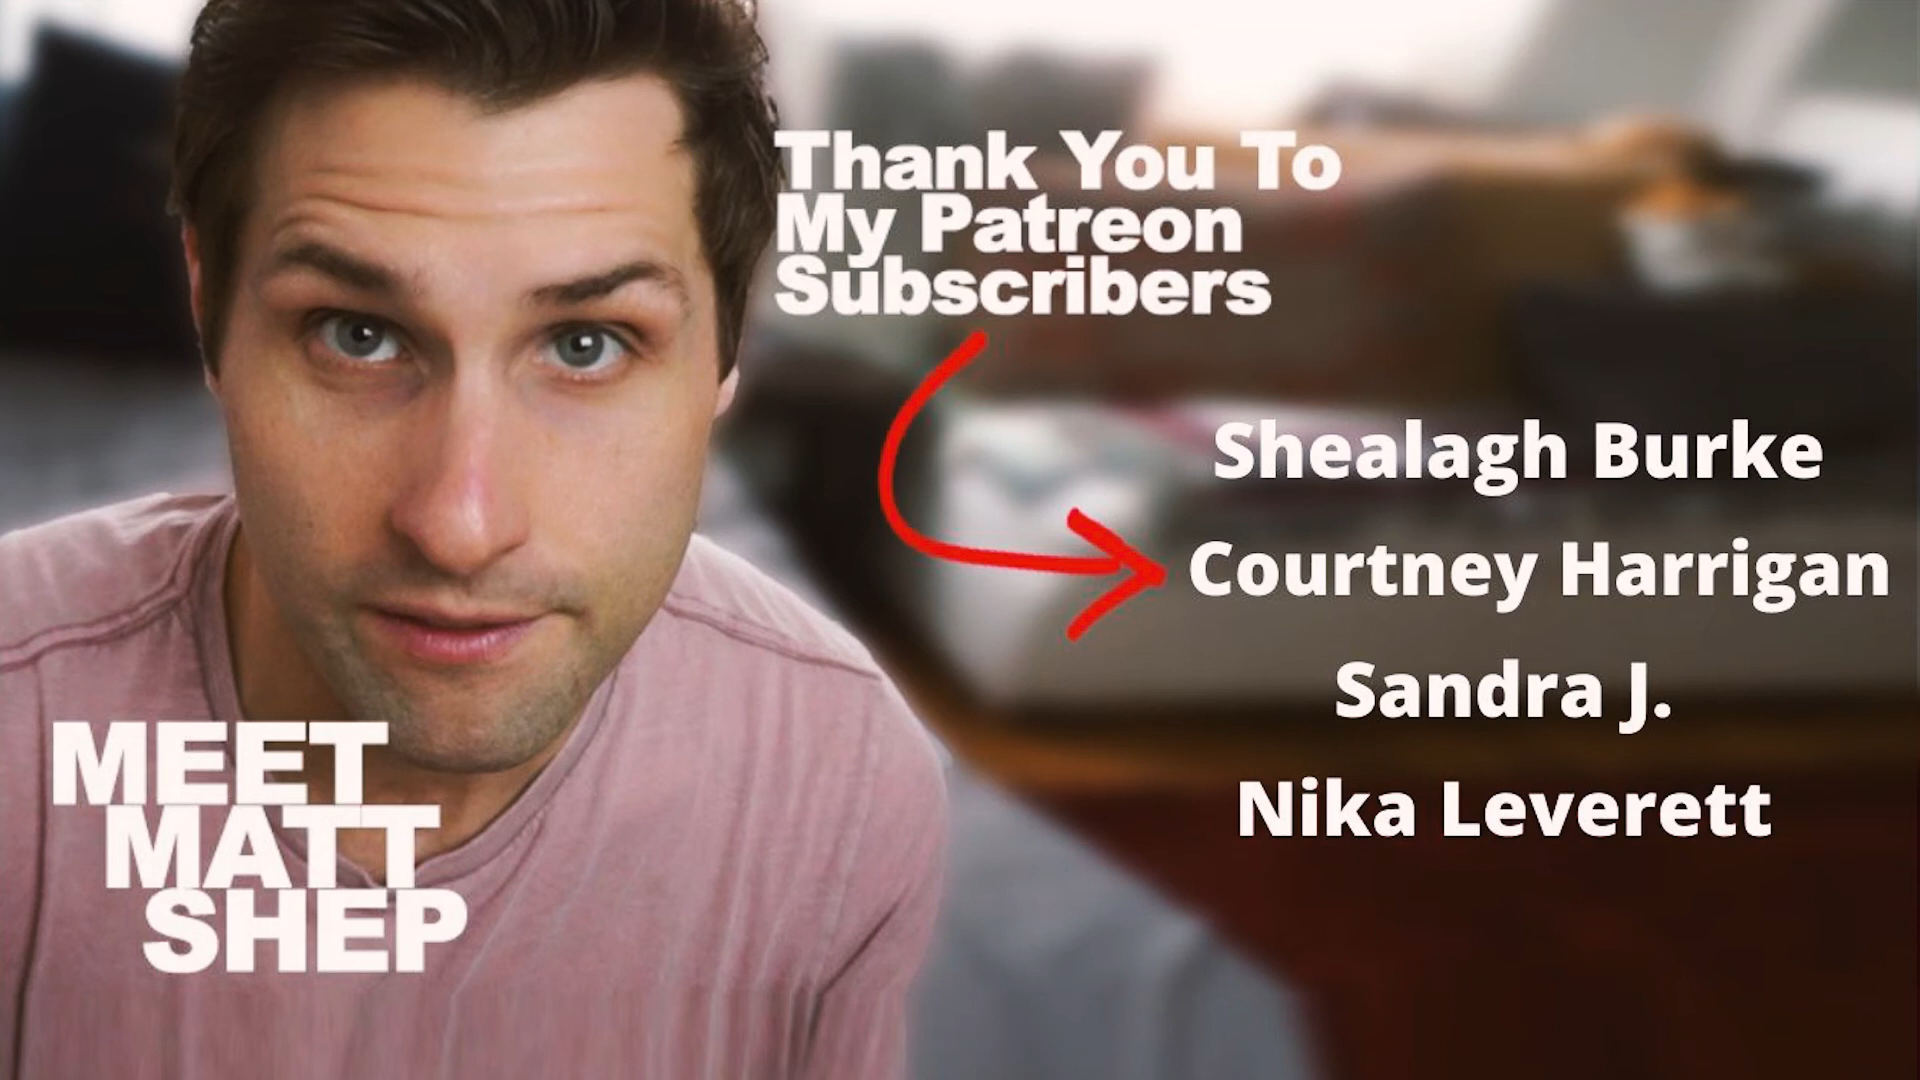 Thank You To
My Patreon
Subscribers
Shealagh Burke
Courtney Harrigan
Sandra J.
Nika Leverett
MEET
MATT
SHEP